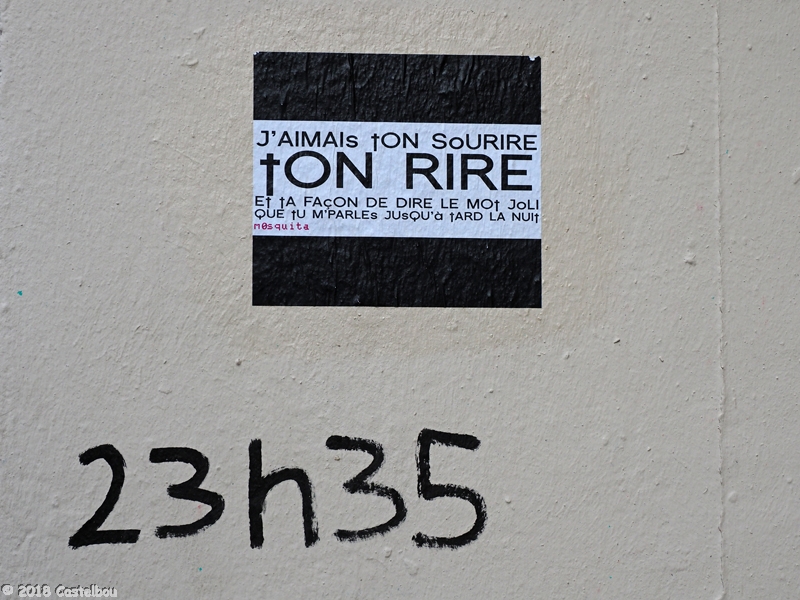 J'AIMAIs tON SoURIRE
tON RIRE
Et tA FAçON DE DIRE LE MOt JoLI
QUE tU M'PARLEs JUsQU'à tARD LA NUIt
m0squita
23h35
© 2018 Castelbou